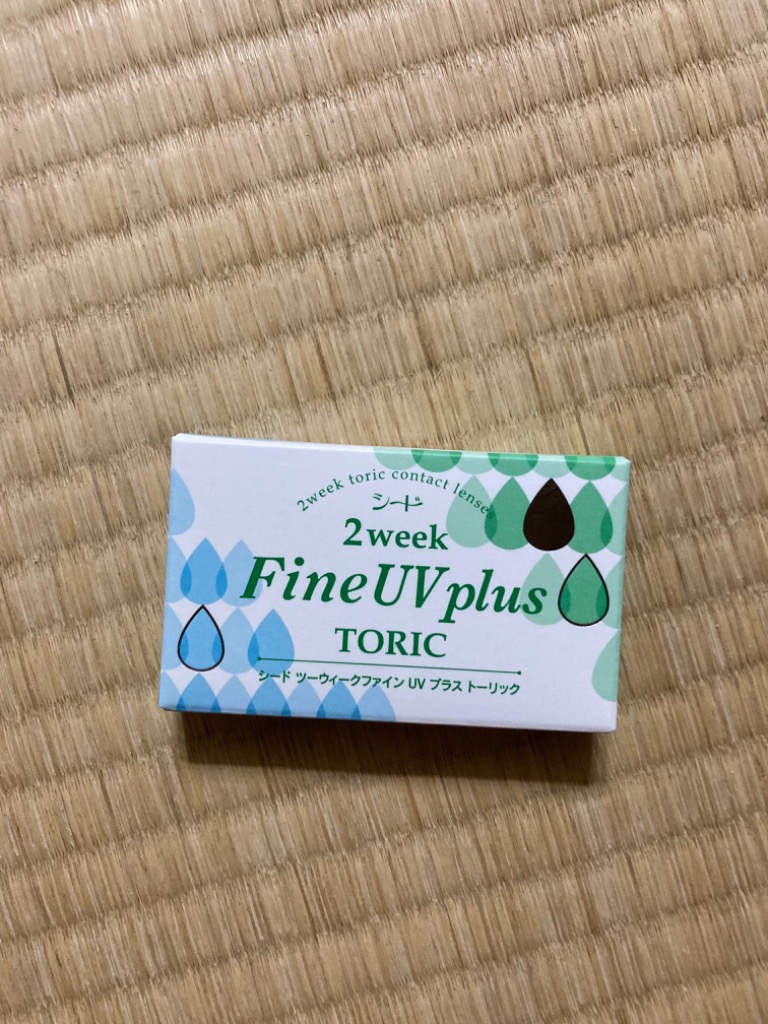 2week toric contact lenses
シード
2week
Fine UV plus
TORIC
シード ツーウィークファイン UV プラス トーリック